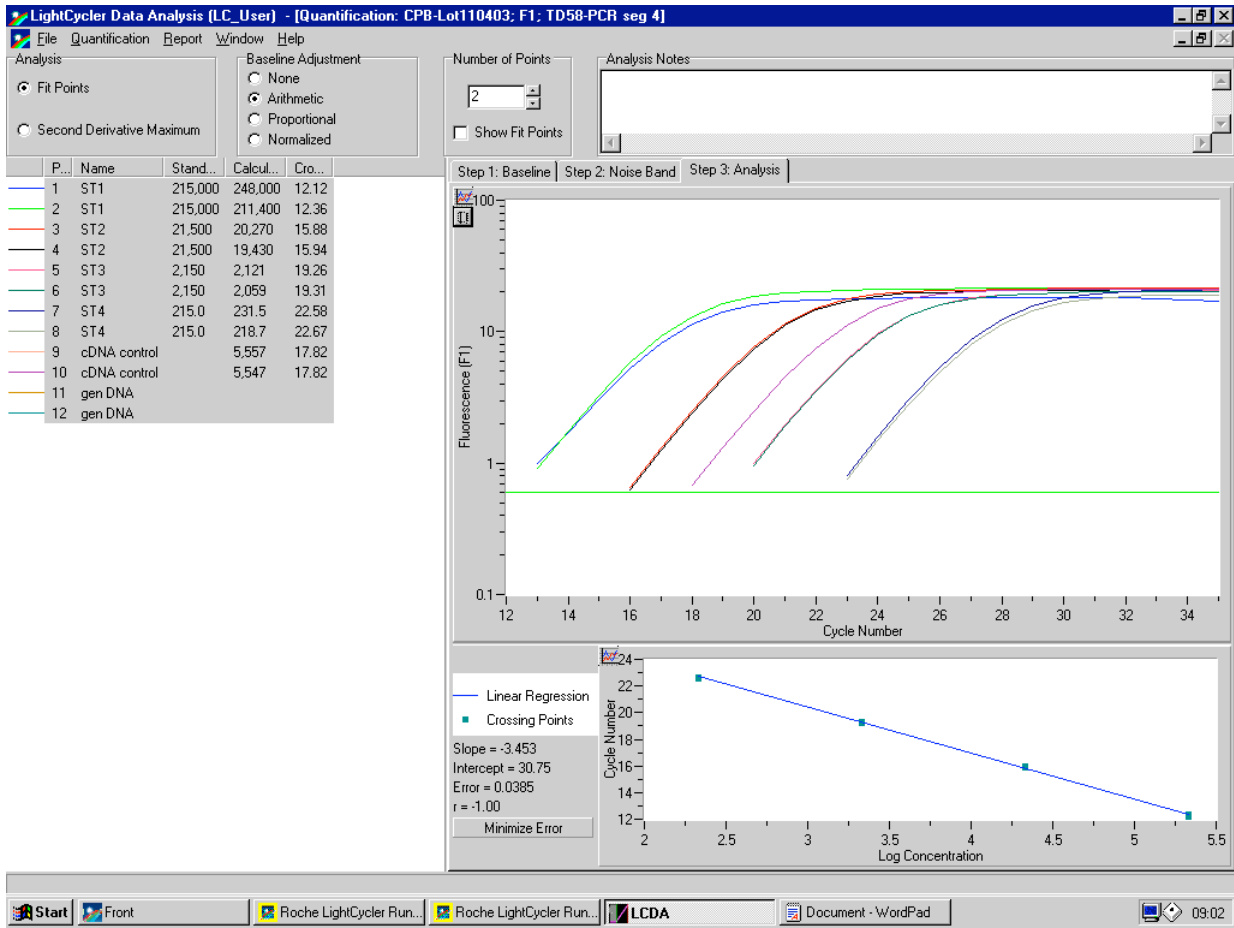 LightCycler Data Analysis (LC_User) - [Quantification: CPB-Lot110403; F1; TD58-PCR seg 4]
File Quantification Report Window Help
Analysis
Fit Points
Second Derivative Maximum
Baseline Adjustment
None
Arithmetic
Proportional
Normalized
Number of Points
2
Show Fit Points
Analysis Notes
P... Name Stand... Calcul... Cro...
1 ST1 215,000 248,000 12.12
2 ST1 215,000 211,400 12.36
3 ST2 21,500 20,270 15.88
4 ST2 21,500 19,430 15.94
5 ST3 2,150 2,121 19.26
6 ST3 2,150 2,059 19.31
7 ST4 215.0 231.5 22.58
8 ST4 215.0 218.7 22.67
9 cDNA control 5,557 17.82
10 cDNA control 5,547 17.82
11 gen DNA
12 gen DNA
Step 1: Baseline Step 2: Noise Band Step 3: Analysis
100
10
1
0.1
Fluorescence (F1)
12 14 16 18 20 22 24 26 28 30 32 34
Cycle Number
Linear Regression
Crossing Points
Slope = -3.453
Intercept = 30.75
Error = 0.0385
r = -1.00
Minimize Error
24
22
20
18
16
14
12
Cycle Number
2 2.5 3 3.5 4 4.5 5 5.5
Log Concentration
Start Front Roche LightCycler Run... Roche LightCycler Run... LCDA Document - WordPad 09:02